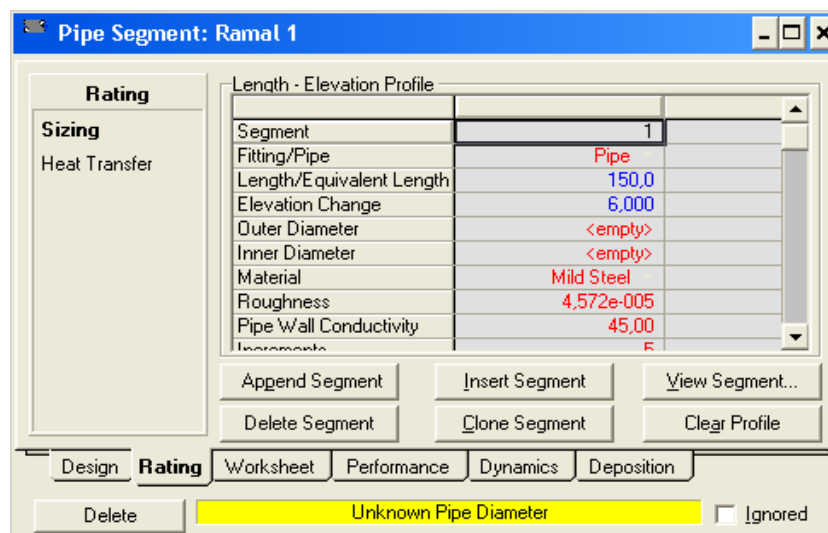 Pipe Segment: Ramal 1
Rating
Sizing
Heat Transfer
Length - Elevation Profile
Segment 1
Fitting/Pipe Pipe
Length/Equivalent Length 150,0
Elevation Change 6,000
Outer Diameter <empty>
Inner Diameter <empty>
Material Mild Steel
Roughness 4,572e-005
Pipe Wall Conductivity 45,00
Increments 5
Append Segment Insert Segment View Segment...
Delete Segment Clone Segment Clear Profile
Design Rating Worksheet Performance Dynamics Deposition
Delete Unknown Pipe Diameter Ignored